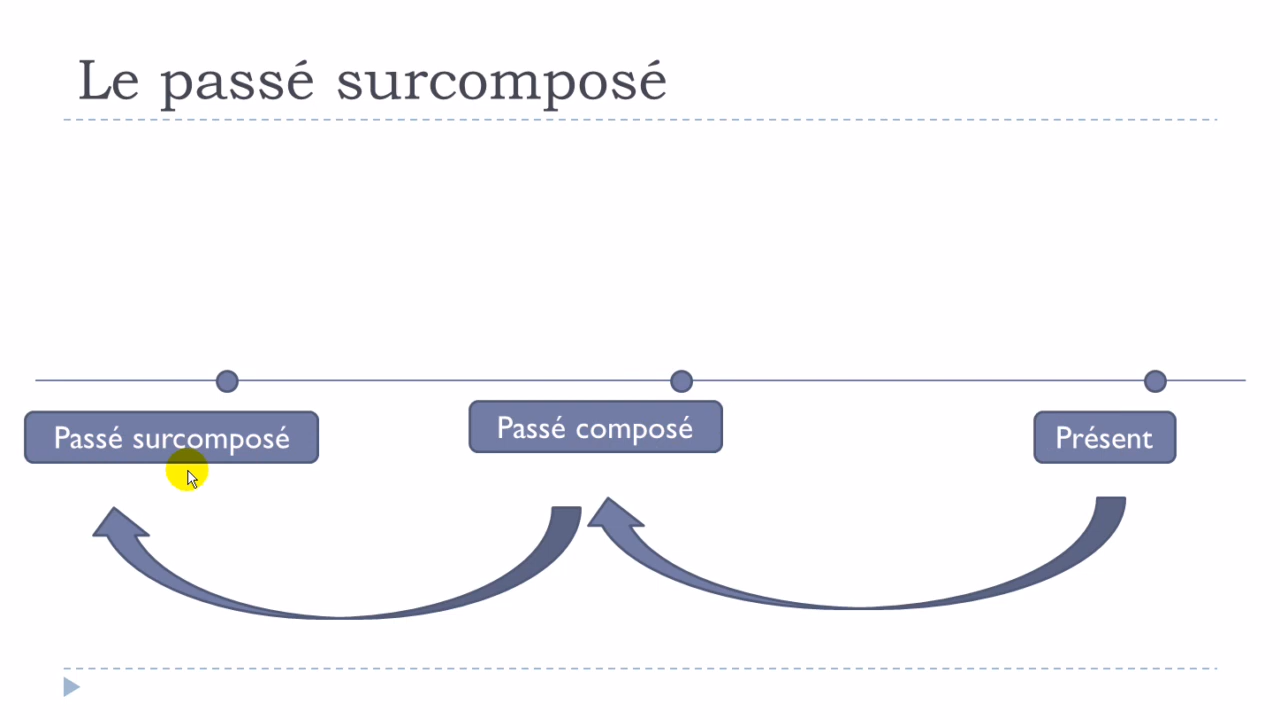 Le passé surcomposé
Passé surcomposé
Passé composé
Présent